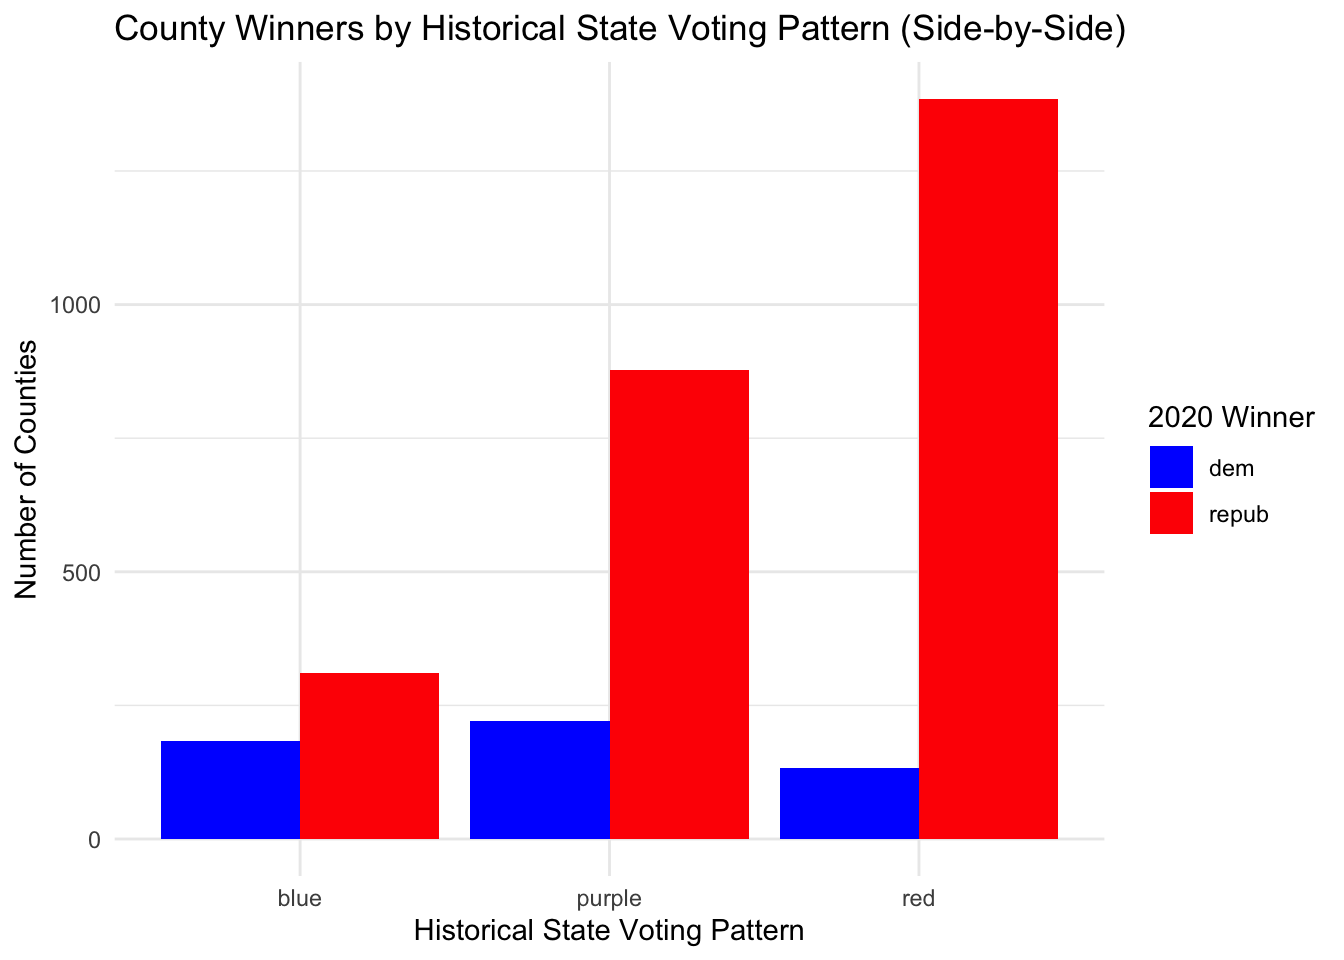 County Winners by Historical State Voting Pattern (Side-by-Side)
Number of Counties
1000
500
0
blue
purple
red
Historical State Voting Pattern
2020 Winner
dem
repub